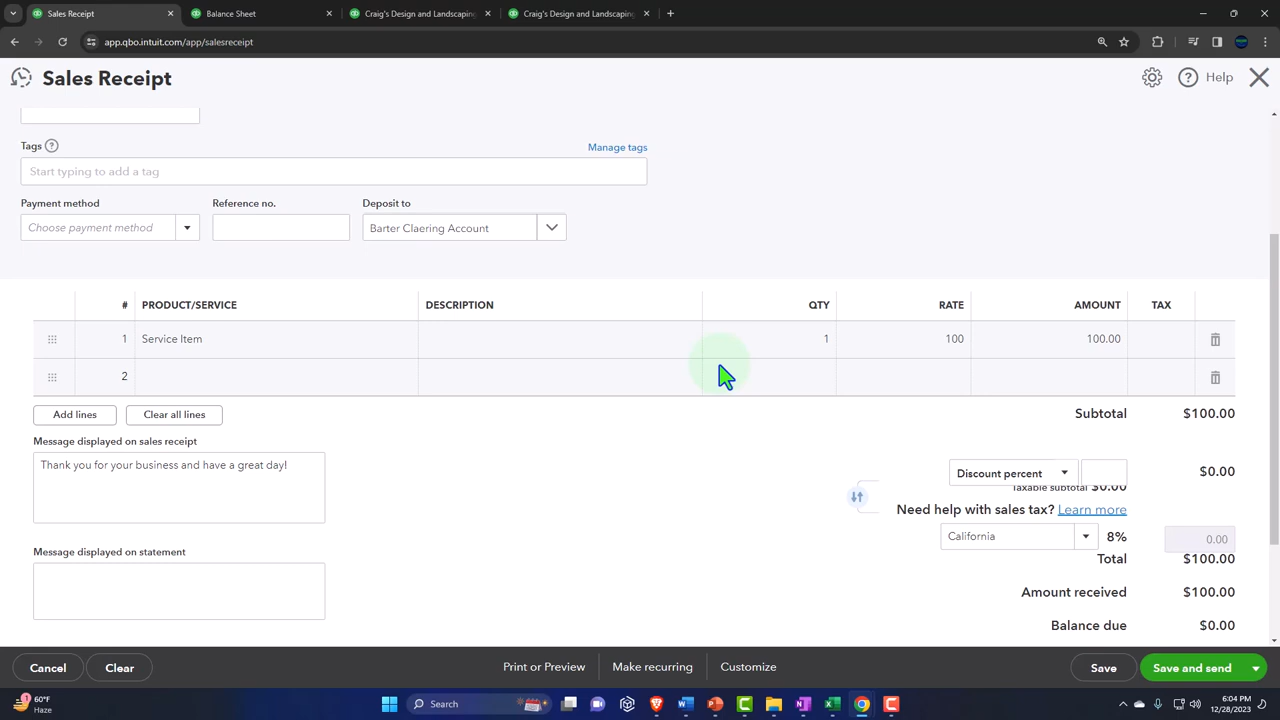 Sales Receipt
Balance Sheet
Craig's Design and Landscaping
Craig's Design and Landscaping
app.qbo.intuit.com/app/salesreceipt
Sales Receipt
Help
Tags
Manage tags
Start typing to add a tag
Payment method
Reference no.
Deposit to
Choose payment method
Barter Claering Account
# PRODUCT/SERVICE DESCRIPTION QTY RATE AMOUNT TAX
1 Service Item 1 100 100.00
2
Add lines
Clear all lines
Subtotal $100.00
Message displayed on sales receipt
Thank you for your business and have a great day!
Discount percent
$0.00
Taxable subtotal $0.00
Need help with sales tax? Learn more
California 8% 0.00
Message displayed on statement
Total $100.00
Amount received $100.00
Balance due $0.00
Cancel
Clear
Print or Preview
Make recurring
Customize
Save
Save and send
1
60°F
Haze
Search
6:04 PM
12/28/2023